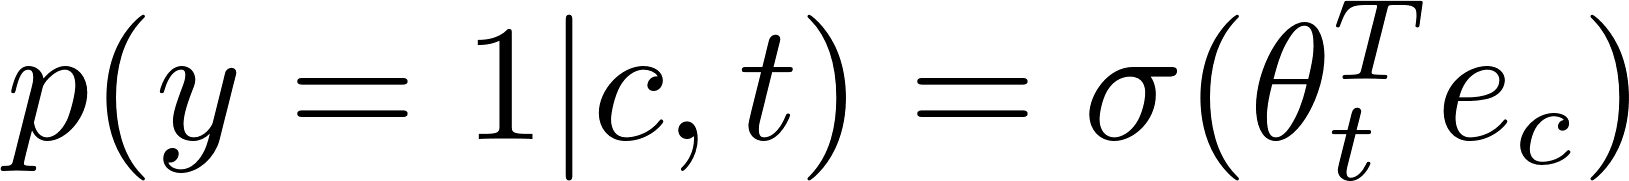 p(y = 1|c, t) = σ(θ_t^T e_c)